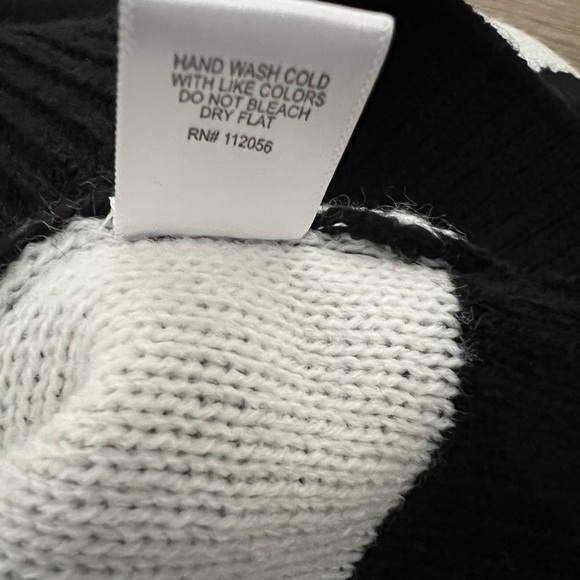 HAND WASH COLD
WITH LIKE COLORS
DO NOT BLEACH
DRY FLAT
RN# 112056